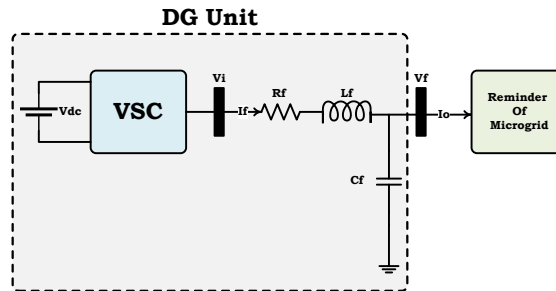 DG Unit
Vdc
VSC
Vi
If
Rf
Lf
Cf
Vf
Io
Reminder
Of
Microgrid